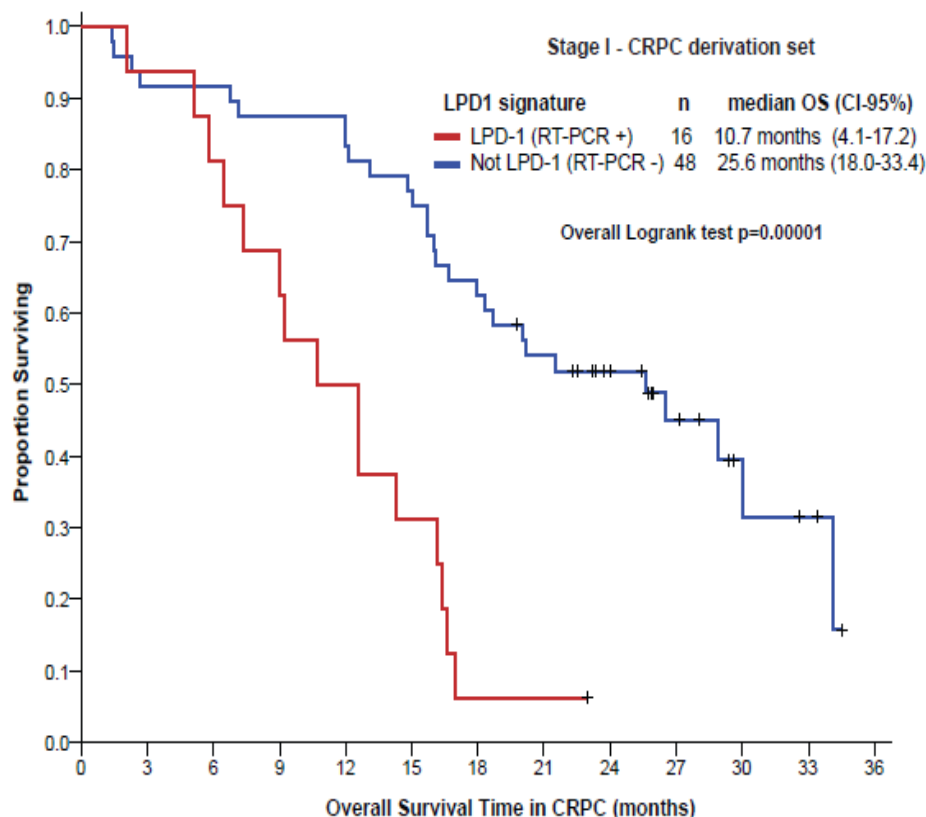 Stage I - CRPC derivation set
LPD1 signature n median OS (CI-95%)
LPD-1 (RT-PCR +) 16 10.7 months (4.1-17.2)
Not LPD-1 (RT-PCR -) 48 25.6 months (18.0-33.4)
Overall Logrank test p=0.00001
Proportion Surviving
1.0
0.9
0.8
0.7
0.6
0.5
0.4
0.3
0.2
0.1
0.0
0 3 6 9 12 15 18 21 24 27 30 33 36
Overall Survival Time in CRPC (months)